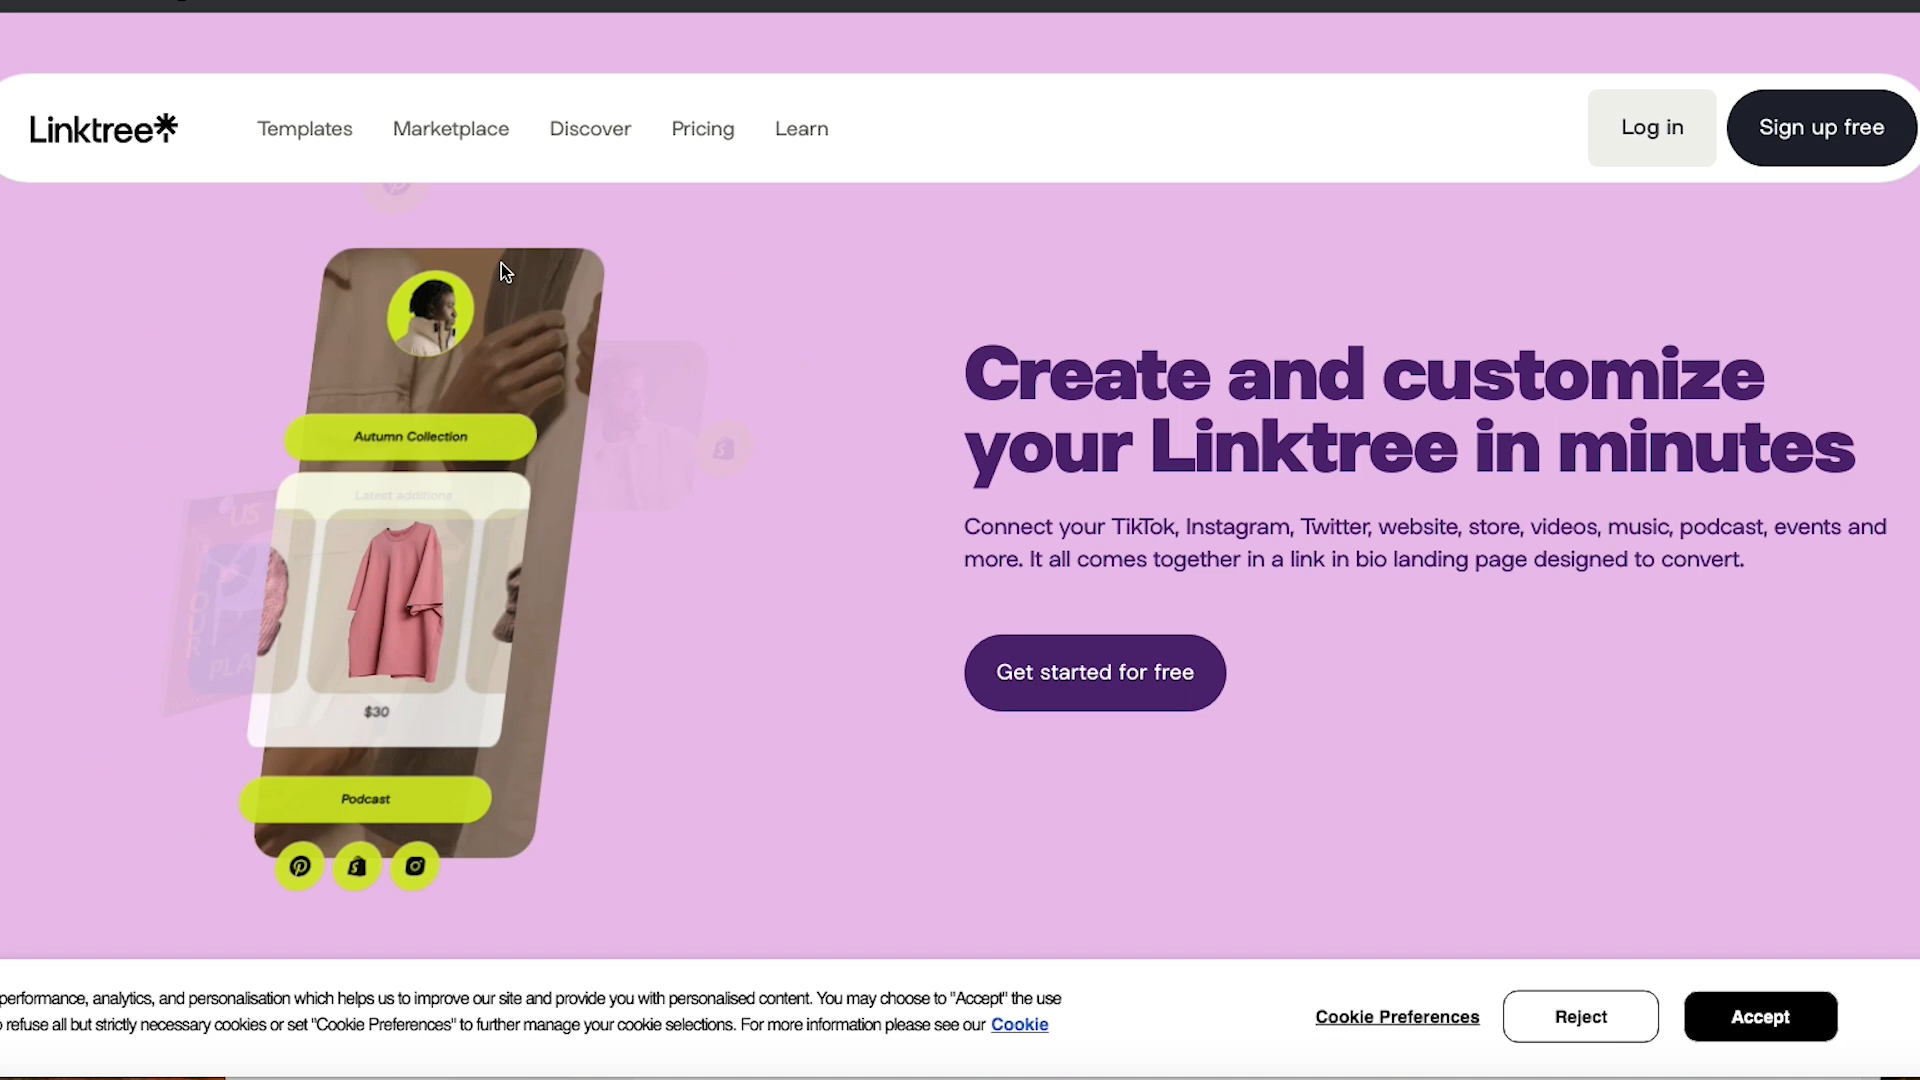 Linktree
Templates
Marketplace
Discover
Pricing
Learn
Log in
Sign up free
Autumn Collection
Latest additions
US
OUR
PLA
$30
Podcast
Create and customize
your Linktree in minutes
Connect your TikTok, Instagram, Twitter, website, store, videos, music, podcast, events and
more. It all comes together in a link in bio landing page designed to convert.
Get started for free
performance, analytics, and personalisation which helps us to improve our site and provide you with personalised content. You may choose to "Accept" the use
refuse all but strictly necessary cookies or set "Cookie Preferences" to further manage your cookie selections. For more information please see our Cookie
Cookie Preferences
Reject
Accept